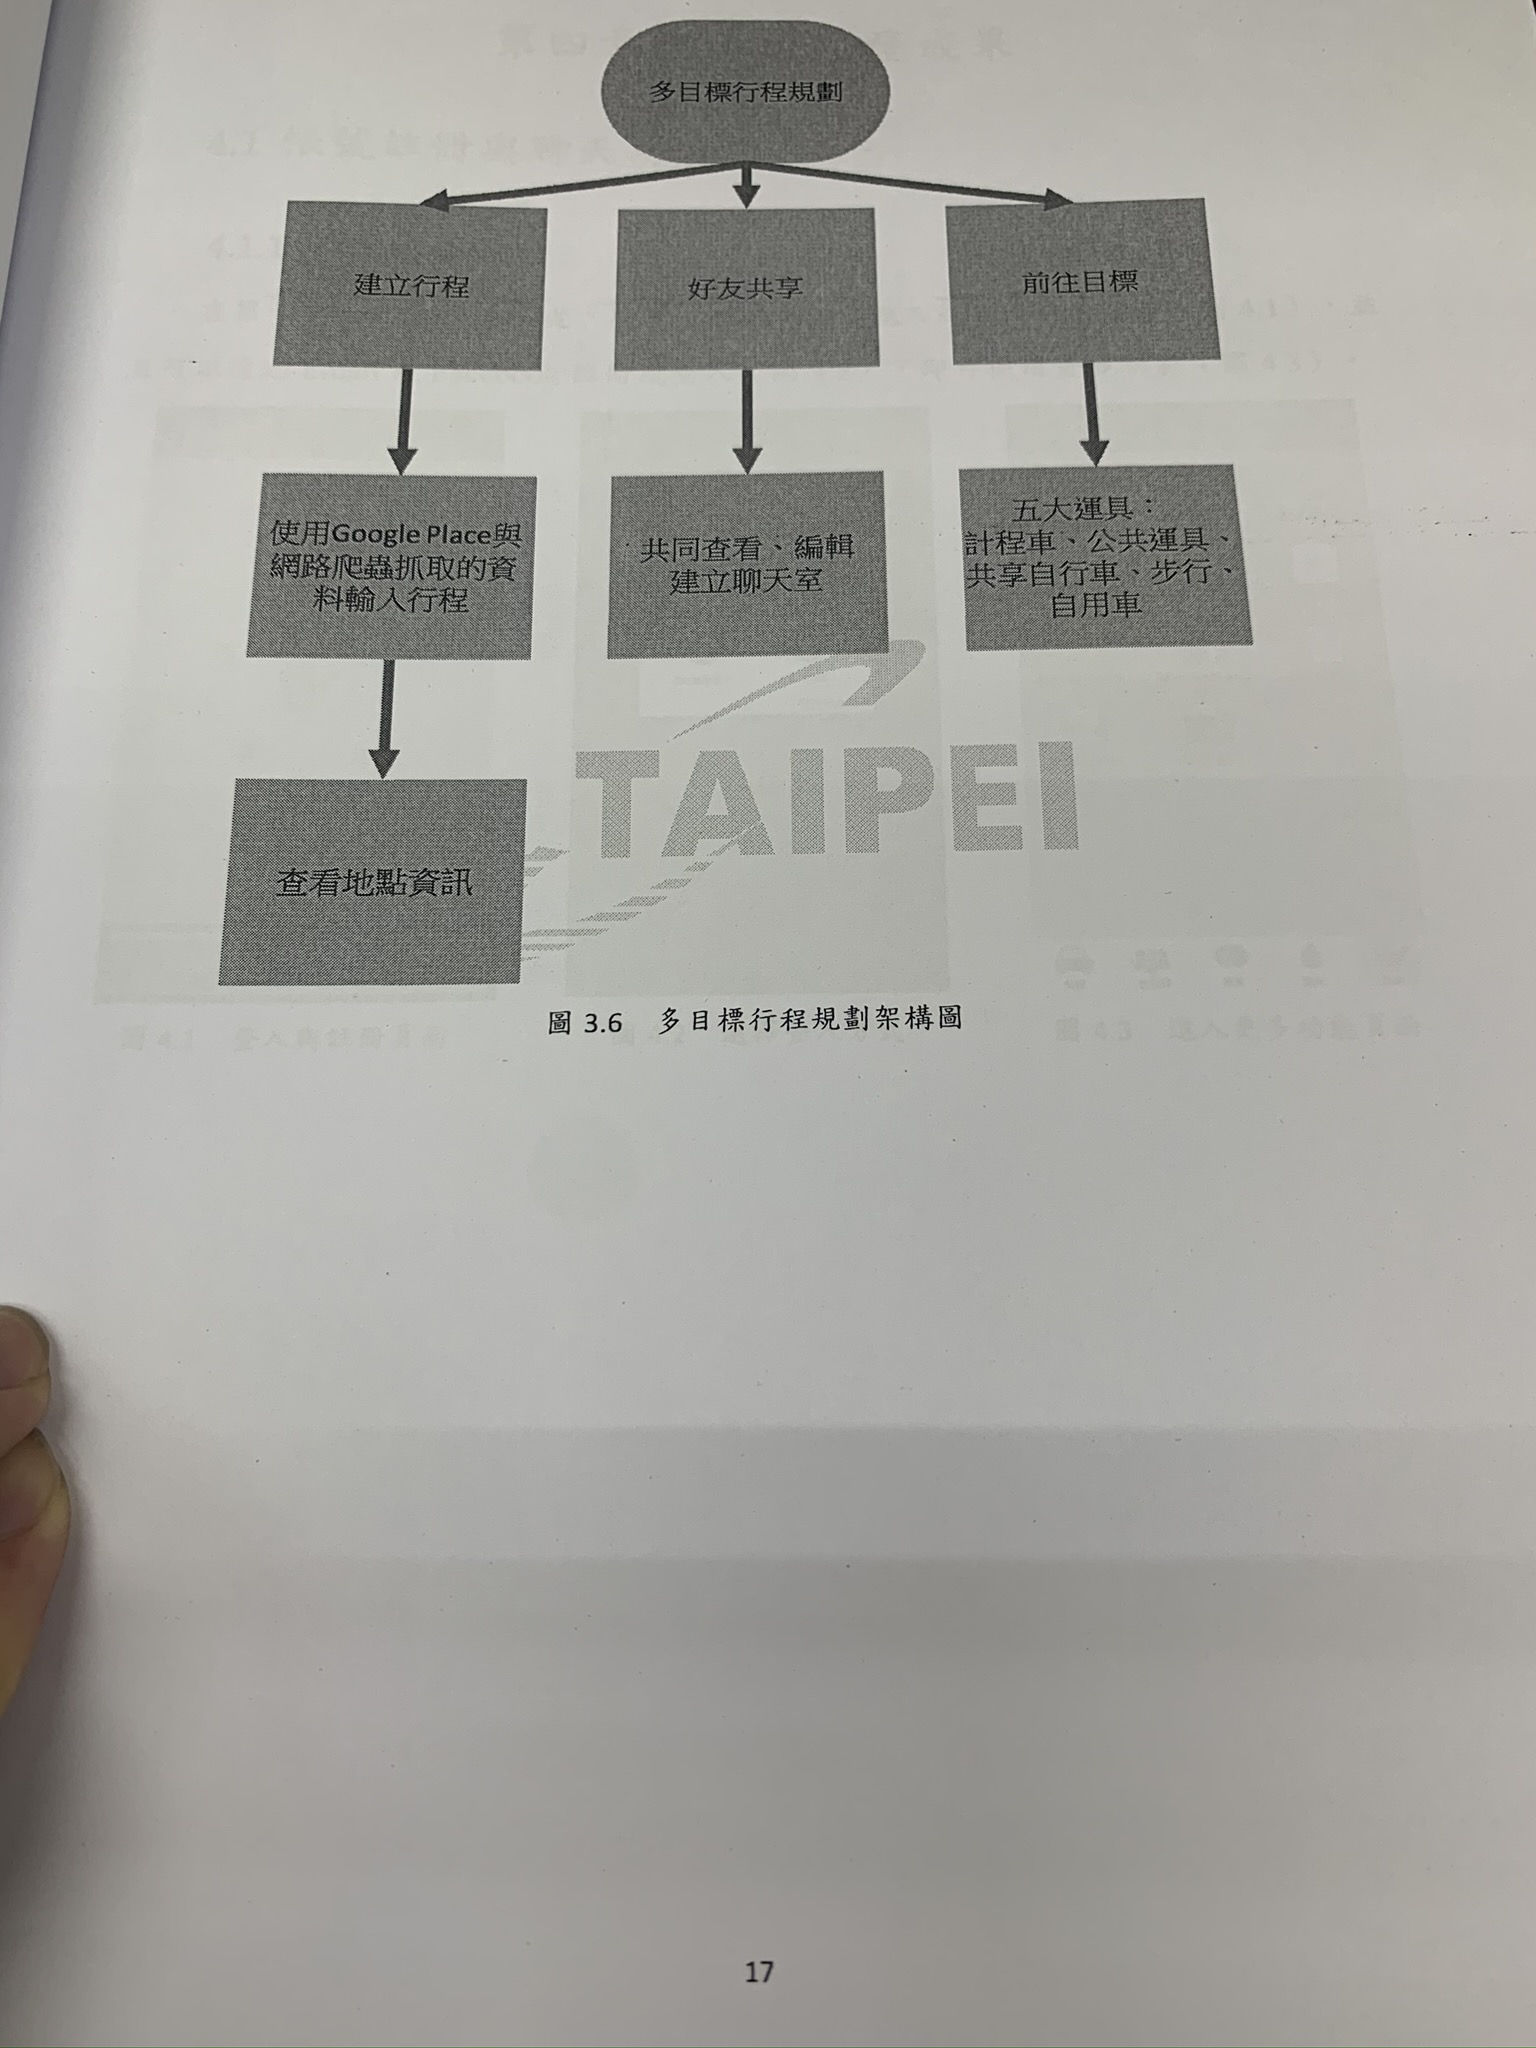 多目標行程規劃
建立行程
好友共享
前往目標
使用Google Place與
網路爬蟲抓取的資
料輸入行程
共同查看、編輯
建立聊天室
五大運具：
計程車、公共運具、
共享自行車、步行、
自用車
查看地點資訊
TAIPEI
圖 3.6 多目標行程規劃架構圖
17